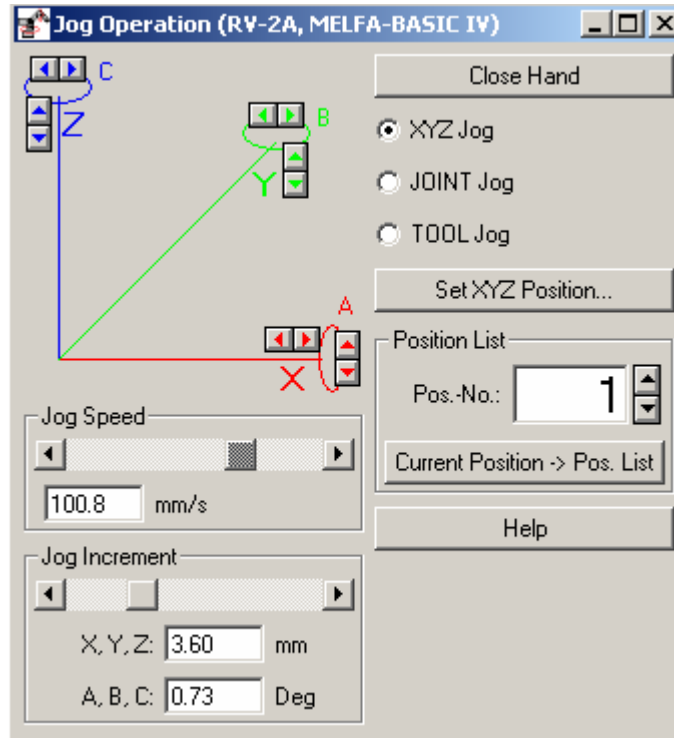 Jog Operation (RV-2A, MELFA-BASIC IV)
C
Z
B
Y
A
X
Close Hand
XYZ Jog
JOINT Jog
TOOL Jog
Set XYZ Position...
Position List
Pos.-No.: 1
Current Position -> Pos. List
Help
Jog Speed
100.8 mm/s
Jog Increment
X, Y, Z: 3.60 mm
A, B, C: 0.73 Deg